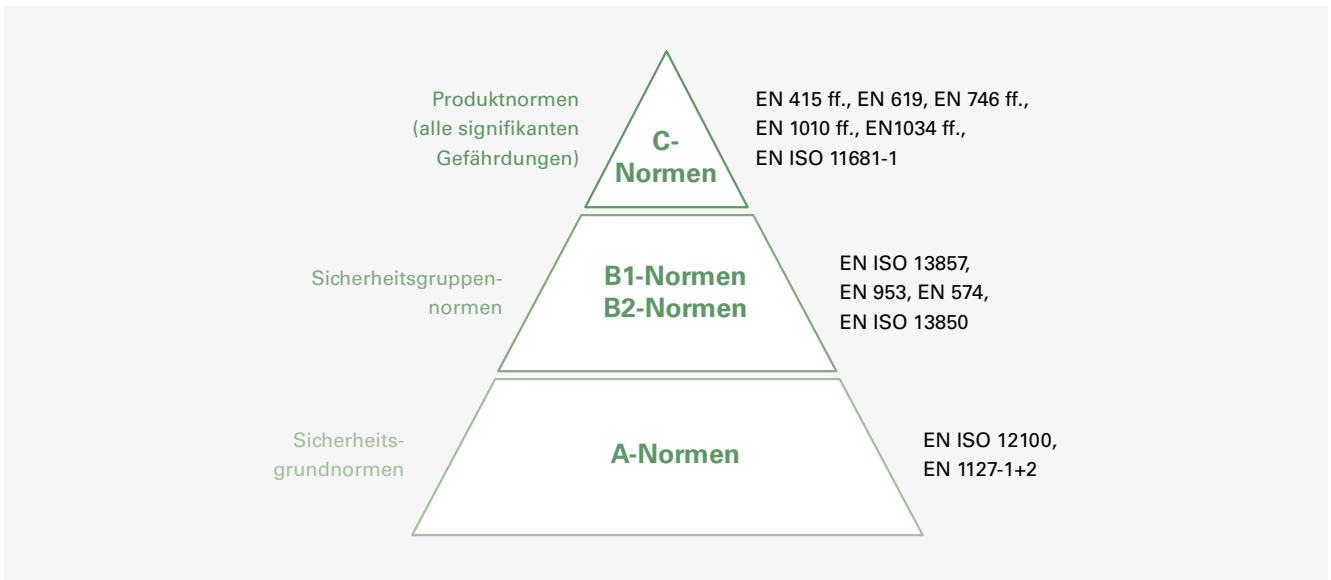 Produktnormen
(alle signifikanten
Gefährdungen)
C-
Normen
EN 415 ff., EN 619, EN 746 ff.,
EN 1010 ff., EN1034 ff.,
EN ISO 11681-1
Sicherheitsgruppen-
normen
B1-Normen
B2-Normen
EN ISO 13857,
EN 953, EN 574,
EN ISO 13850
Sicherheits-
grundnormen
A-Normen
EN ISO 12100,
EN 1127-1+2